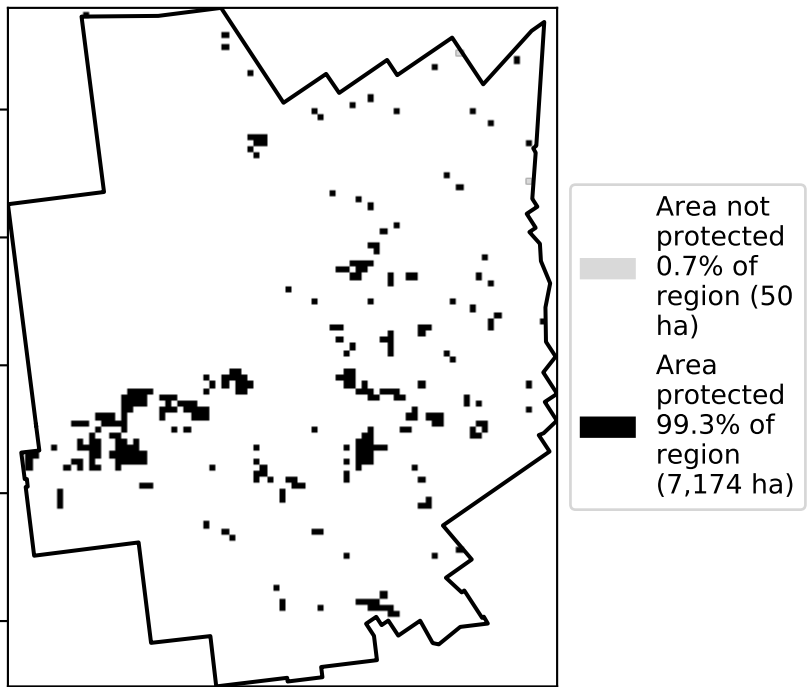 Area not
protected
0.7% of
region (50
ha)
Area
protected
99.3% of
region
(7,174 ha)